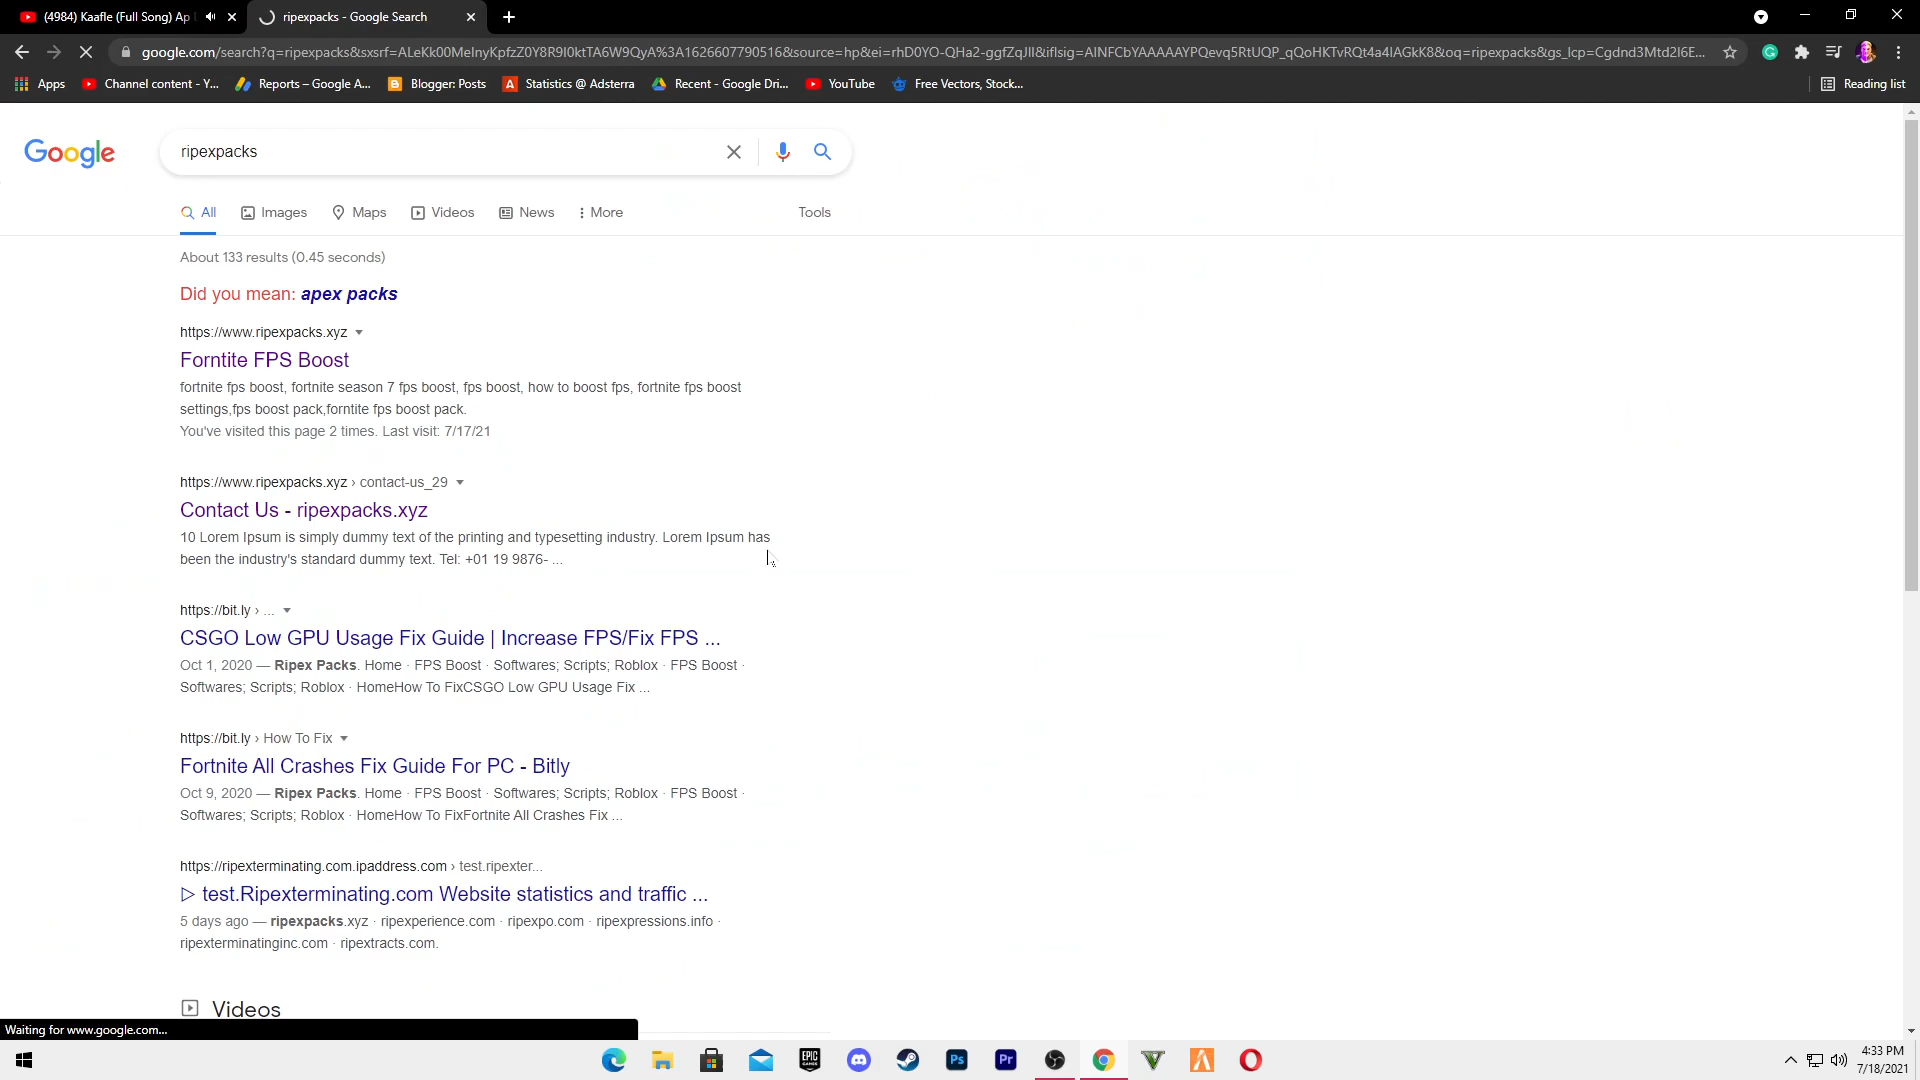 (4984) Kaafle (Full Song) Ap
ripexpacks - Google Search
google.com/search?q=ripexpacks&sxsrf=ALeKk00MelnyKpfzZ0Y8R9I0ktTA6W9QyA%3A1626607790516&source=hp&ei=rhD0YO-QHa2-ggfZqJII&iflsig=AINFCbYAAAAAYPQevq5RtUQP_qQoHKTvRQt4a4lAGkK8&oq=ripexpacks&gs_lcp=Cgdnd3Mtd2l6E...
Apps
Channel content - Y...
Reports – Google A...
Blogger: Posts
Statistics @ Adsterra
Recent - Google Dri...
YouTube
Free Vectors, Stock...
Reading list
Google
ripexpacks
All
Images
Maps
Videos
News
More
Tools
About 133 results (0.45 seconds)
Did you mean: apex packs
https://www.ripexpacks.xyz
Forntite FPS Boost
fortnite fps boost, fortnite season 7 fps boost, fps boost, how to boost fps, fortnite fps boost
settings,fps boost pack,forntite fps boost pack.
You've visited this page 2 times. Last visit: 7/17/21
https://www.ripexpacks.xyz › contact-us_29
Contact Us - ripexpacks.xyz
10 Lorem Ipsum is simply dummy text of the printing and typesetting industry. Lorem Ipsum has
been the industry's standard dummy text. Tel: +01 19 9876- ...
https://bit.ly › ...
CSGO Low GPU Usage Fix Guide | Increase FPS/Fix FPS ...
Oct 1, 2020 — Ripex Packs. Home · FPS Boost · Softwares; Scripts; Roblox · FPS Boost ·
Softwares; Scripts; Roblox · HomeHow To FixCSGO Low GPU Usage Fix ...
https://bit.ly › How To Fix
Fortnite All Crashes Fix Guide For PC - Bitly
Oct 9, 2020 — Ripex Packs. Home · FPS Boost · Softwares; Scripts; Roblox · FPS Boost ·
Softwares; Scripts; Roblox · HomeHow To FixFortnite All Crashes Fix ...
https://ripexterminating.com.ipaddress.com › test.ripexter...
▷ test.Ripexterminating.com Website statistics and traffic ...
5 days ago — ripexpacks.xyz · ripexperience.com · ripexpo.com · ripexpressions.info ·
ripexterminatinginc.com · ripextracts.com.
Videos
Waiting for www.google.com...
EPIC GAMES
Ps
Pr
4:33 PM
7/18/2021